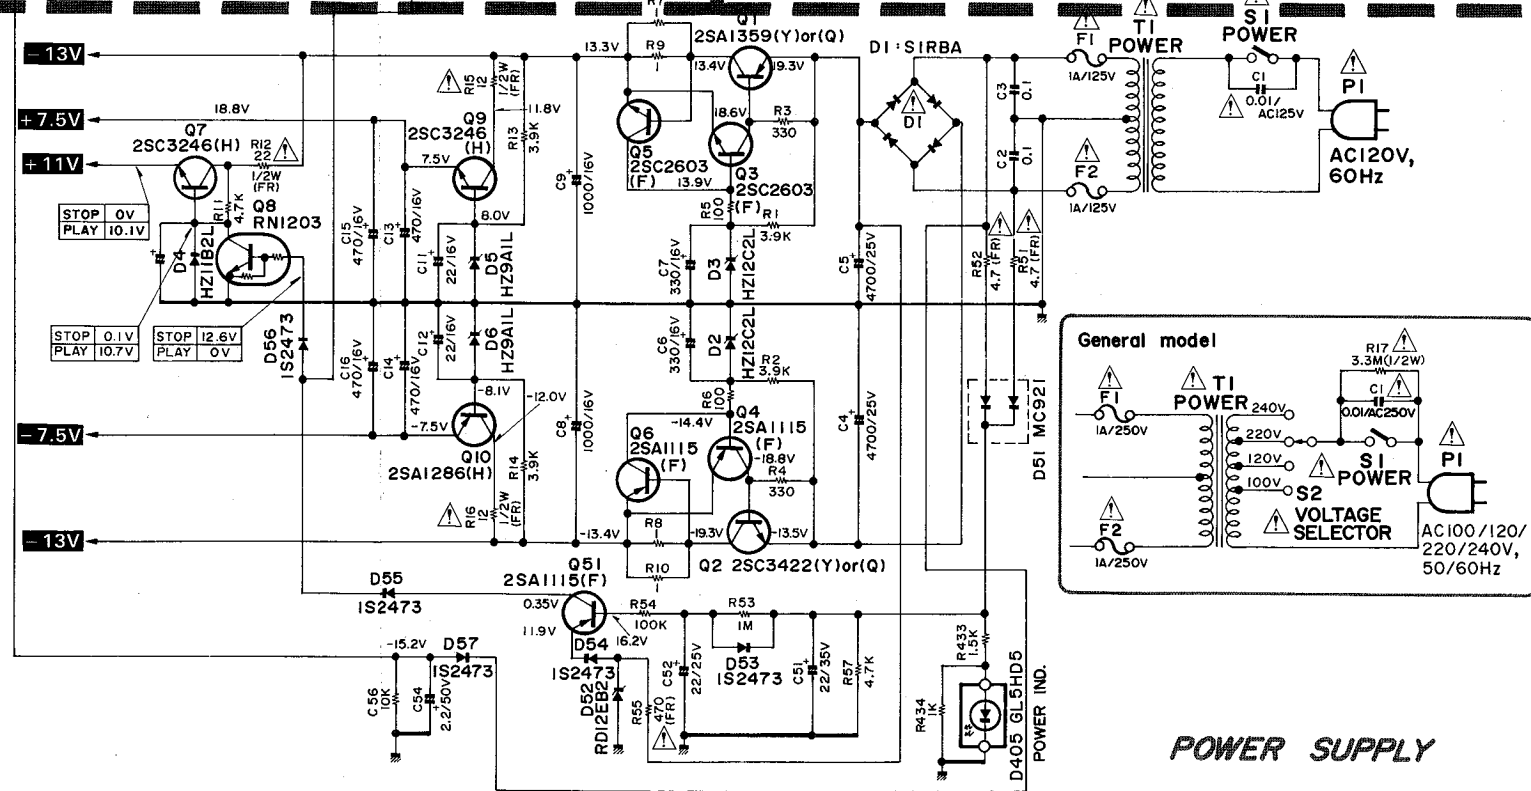 R7
1
Q1
2SA1359(Y)or(Q)
D1:S1RBA
F1
1A/125V
T1
POWER
S1
POWER
C1
0.01/
AC125V
P1
AC120V,
60Hz
F2
1A/125V
C3
0.1
C2
0.1
D1
-13V
+7.5V
+11V
-7.5V
-13V
18.8V
Q7
2SC3246(H)
R12
22
1/2W
(FR)
R11
4.7K
Q8
RN1203
STOP 0V
PLAY 10.1V
D4
HZ11B2L
STOP 0.1V
PLAY 10.7V
STOP 12.6V
PLAY 0V
D56
1S2473
C15
470/16V
C13
470/16V
C16
470/16V
C14
470/16V
R15
12
1/2W
(FR)
11.8V
Q9
2SC3246
(H)
7.5V
R13
3.9K
8.0V
C11
22/16V
D5
HZ9A1L
C12
22/16V
D6
HZ9A1L
-8.1V
-12.0V
-7.5V
Q10
2SA1286(H)
R14
3.9K
R16
12
1/2W
(FR)
C9
1000/16V
C8
1000/16V
13.3V
R9
1
13.4V
19.3V
18.6V
R3
330
Q5
2SC2603
(F)
13.9V
Q3
2SC2603
(F)
R5
100
R1
3.9K
C7
330/16V
D3
HZ12C2L
C6
330/16V
D2
HZ12C2L
R2
3.9K
R6
100
C5
4700/25V
C4
4700/25V
-14.4V
Q4
2SA1115
(F)
-18.8V
R4
330
Q6
2SA1115
(F)
-13.4V
R8
1
-19.3V
-13.5V
R10
1
Q2 2SC3422(Y)or(Q)
R52
4.7 (FR)
R51
4.7 (FR)
D51 MC921
Q51
2SA1115(F)
D55
1S2473
0.35V
11.9V
R54
100K
16.2V
R53
1M
D53
1S2473
D54
1S2473
D52
RD12EB2
R55
470
(FR)
C52
22/25V
C51
22/35V
R57
4.7K
-15.2V
D57
1S2473
C56
10K
C54
2.2/50V
R433
1.5K
R434
1K
D405 GL5HD5
POWER IND.
General model
F1
1A/250V
T1
POWER
240V
220V
120V
100V
R17
3.3M(1/2W)
C1
0.01/AC250V
S1
POWER
P1
S2
VOLTAGE
SELECTOR
F2
1A/250V
AC100/120/
220/240V,
50/60Hz
POWER SUPPLY